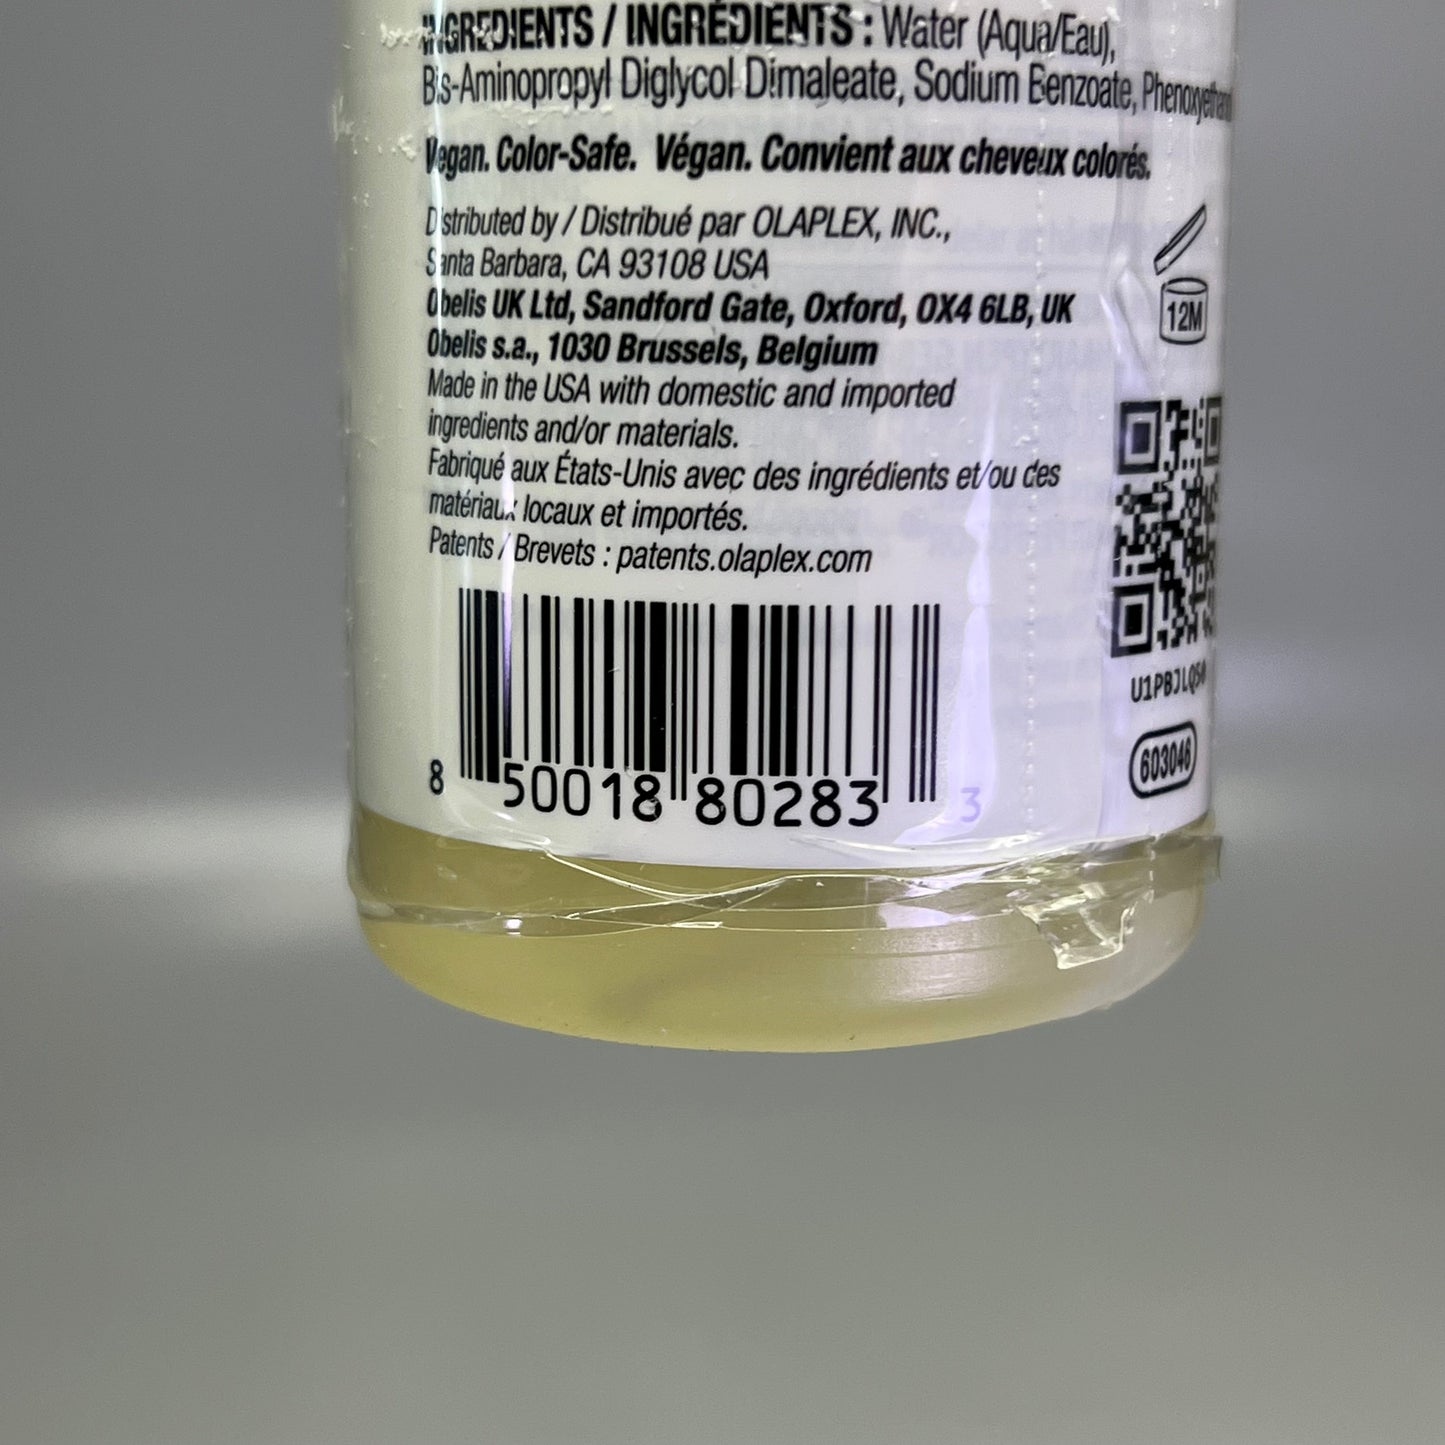 INGREDIENTS / INGRÉDIENTS : Water (Aqua/Eau),
Bis-Aminopropyl Diglycol Dimaleate, Sodium Benzoate, Phenoxyethanol
Vegan. Color-Safe. Végan. Convient aux cheveux colorés.
Distributed by / Distribué par OLAPLEX, INC.,
Santa Barbara, CA 93108 USA
Obelis UK Ltd, Sandford Gate, Oxford, OX4 6LB, UK
Obelis s.a., 1030 Brussels, Belgium
Made in the USA with domestic and imported
ingredients and/or materials.
Fabriqué aux États-Unis avec des ingrédients et/ou des
matériaux locaux et importés.
Patents / Brevets : patents.olaplex.com
12M
603046
8 50018 80283 3